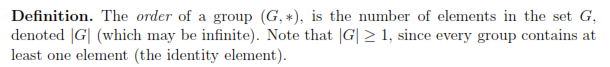 Definition. The order of a group (G, ∗), is the number of elements in the set G,
denoted |G| (which may be infinite). Note that |G| ≥ 1, since every group contains at
least one element (the identity element).